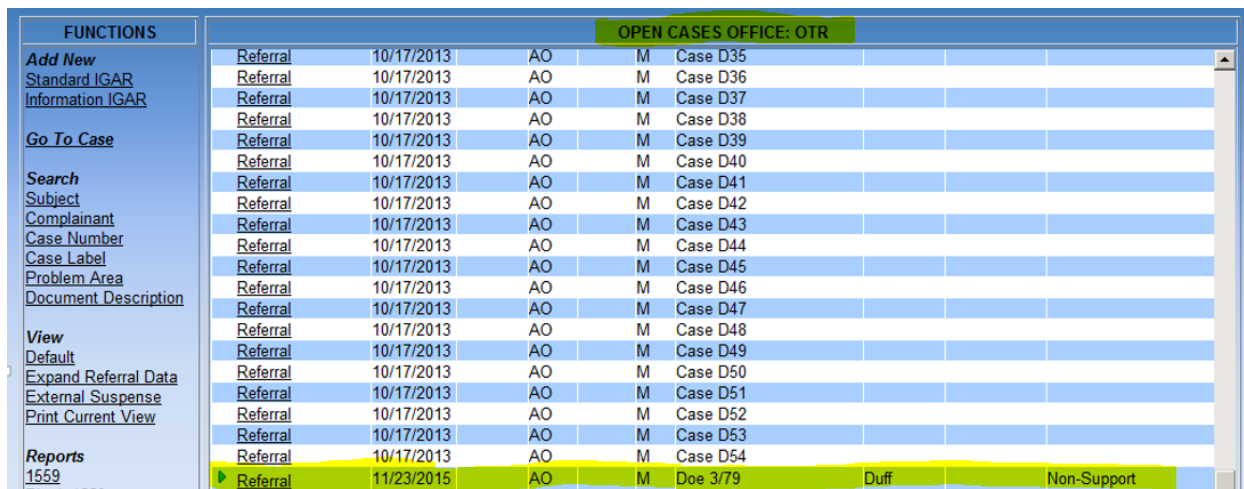 FUNCTIONS
Add New
Standard IGAR
Information IGAR
Go To Case
Search
Subject
Complainant
Case Number
Case Label
Problem Area
Document Description
View
Default
Expand Referral Data
External Suspense
Print Current View
Reports
1559
OPEN CASES OFFICE: OTR
Referral 10/17/2013 AO M Case D35
Referral 10/17/2013 AO M Case D36
Referral 10/17/2013 AO M Case D37
Referral 10/17/2013 AO M Case D38
Referral 10/17/2013 AO M Case D39
Referral 10/17/2013 AO M Case D40
Referral 10/17/2013 AO M Case D41
Referral 10/17/2013 AO M Case D42
Referral 10/17/2013 AO M Case D43
Referral 10/17/2013 AO M Case D44
Referral 10/17/2013 AO M Case D45
Referral 10/17/2013 AO M Case D46
Referral 10/17/2013 AO M Case D47
Referral 10/17/2013 AO M Case D48
Referral 10/17/2013 AO M Case D49
Referral 10/17/2013 AO M Case D50
Referral 10/17/2013 AO M Case D51
Referral 10/17/2013 AO M Case D52
Referral 10/17/2013 AO M Case D53
Referral 10/17/2013 AO M Case D54
Referral 11/23/2015 AO M Doe 3/79 Duff Non-Support